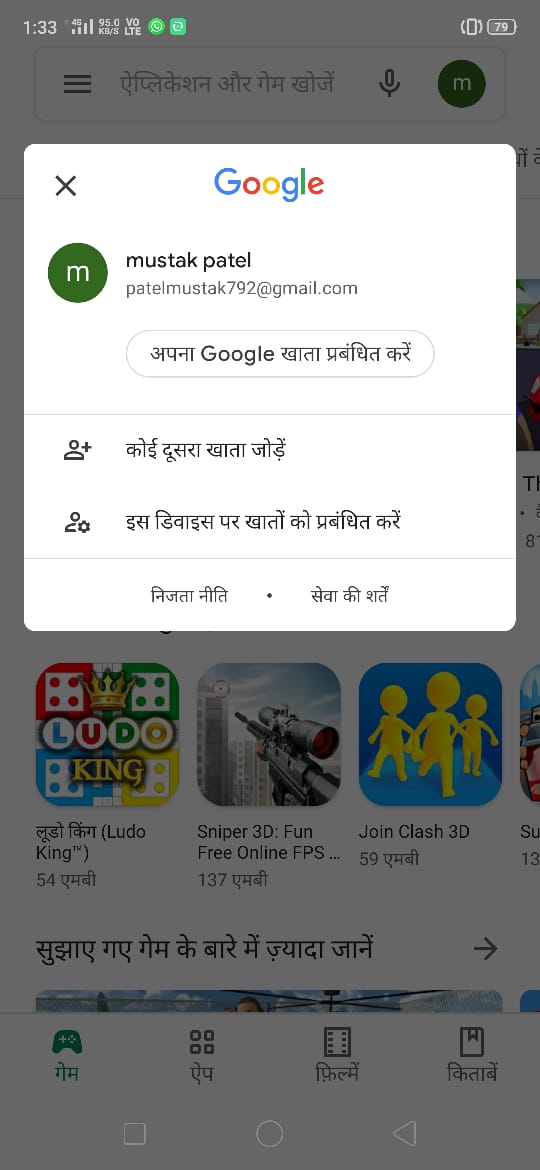 1:33 4G 95.0 KB/S VO LTE 79
ऐप्लिकेशन और गेम खोजें m
Google
m mustak patel
patelmustak792@gmail.com
अपना Google खाता प्रबंधित करें
कोई दूसरा खाता जोड़ें
इस डिवाइस पर खातों को प्रबंधित करें
निजता नीति • सेवा की शर्तें
LUDO
KING
लूडो किंग (Ludo
King™)
54 एमबी
Sniper 3D: Fun
Free Online FPS ...
137 एमबी
Join Clash 3D
59 एमबी
Su
13
सुझाए गए गेम के बारे में ज़्यादा जानें
गेम ऐप फ़िल्में किताबें